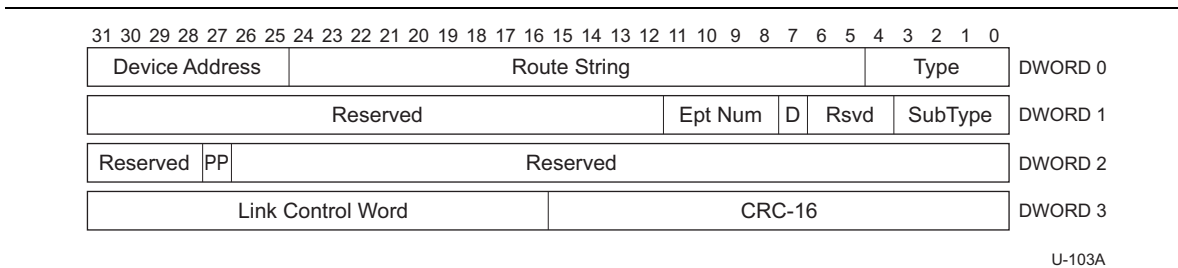 31 30 29 28 27 26 25 24 23 22 21 20 19 18 17 16 15 14 13 12 11 10 9 8 7 6 5 4 3 2 1 0
Device Address Route String Type DWORD 0
Reserved Ept Num D Rsvd SubType DWORD 1
Reserved PP Reserved DWORD 2
Link Control Word CRC-16 DWORD 3
U-103A